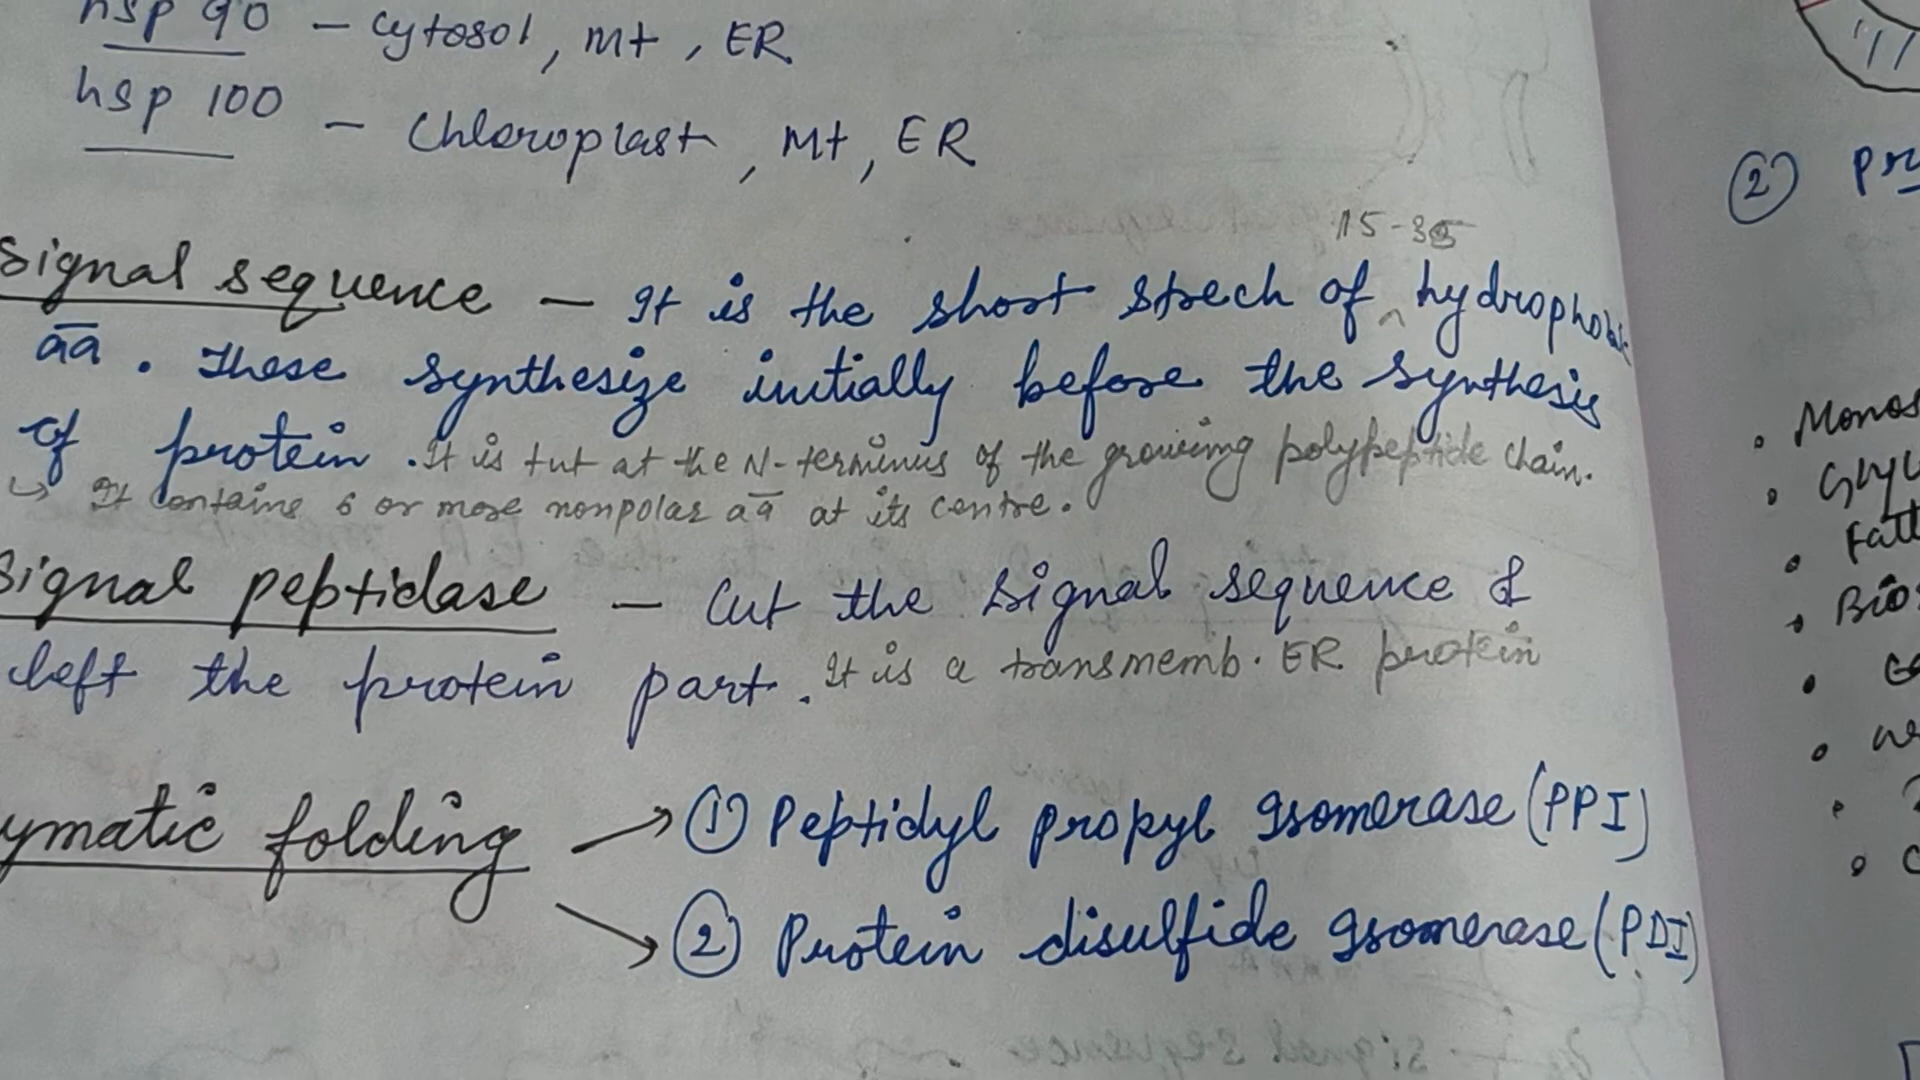 hsp 90 – Cytosol, Mt, ER
hsp 100 – Chloroplast, Mt, ER
15-35
Signal sequence – It is the short strech of ^ hydrophobic
aa. These synthesize initially before the synthesis
of protein. It is tut at the N-terminus of the growing polypeptide chain.
↳ It contains 6 or more nonpolar aa at its centre.
Signal peptidase – Cut the signal sequence &
left the protein part. It is a transmemb. ER protein
ymatic folding → ① Peptidyl propyl Isomerase (PPI)
→ ② Protein disulfide Isomerase (PDI)
②